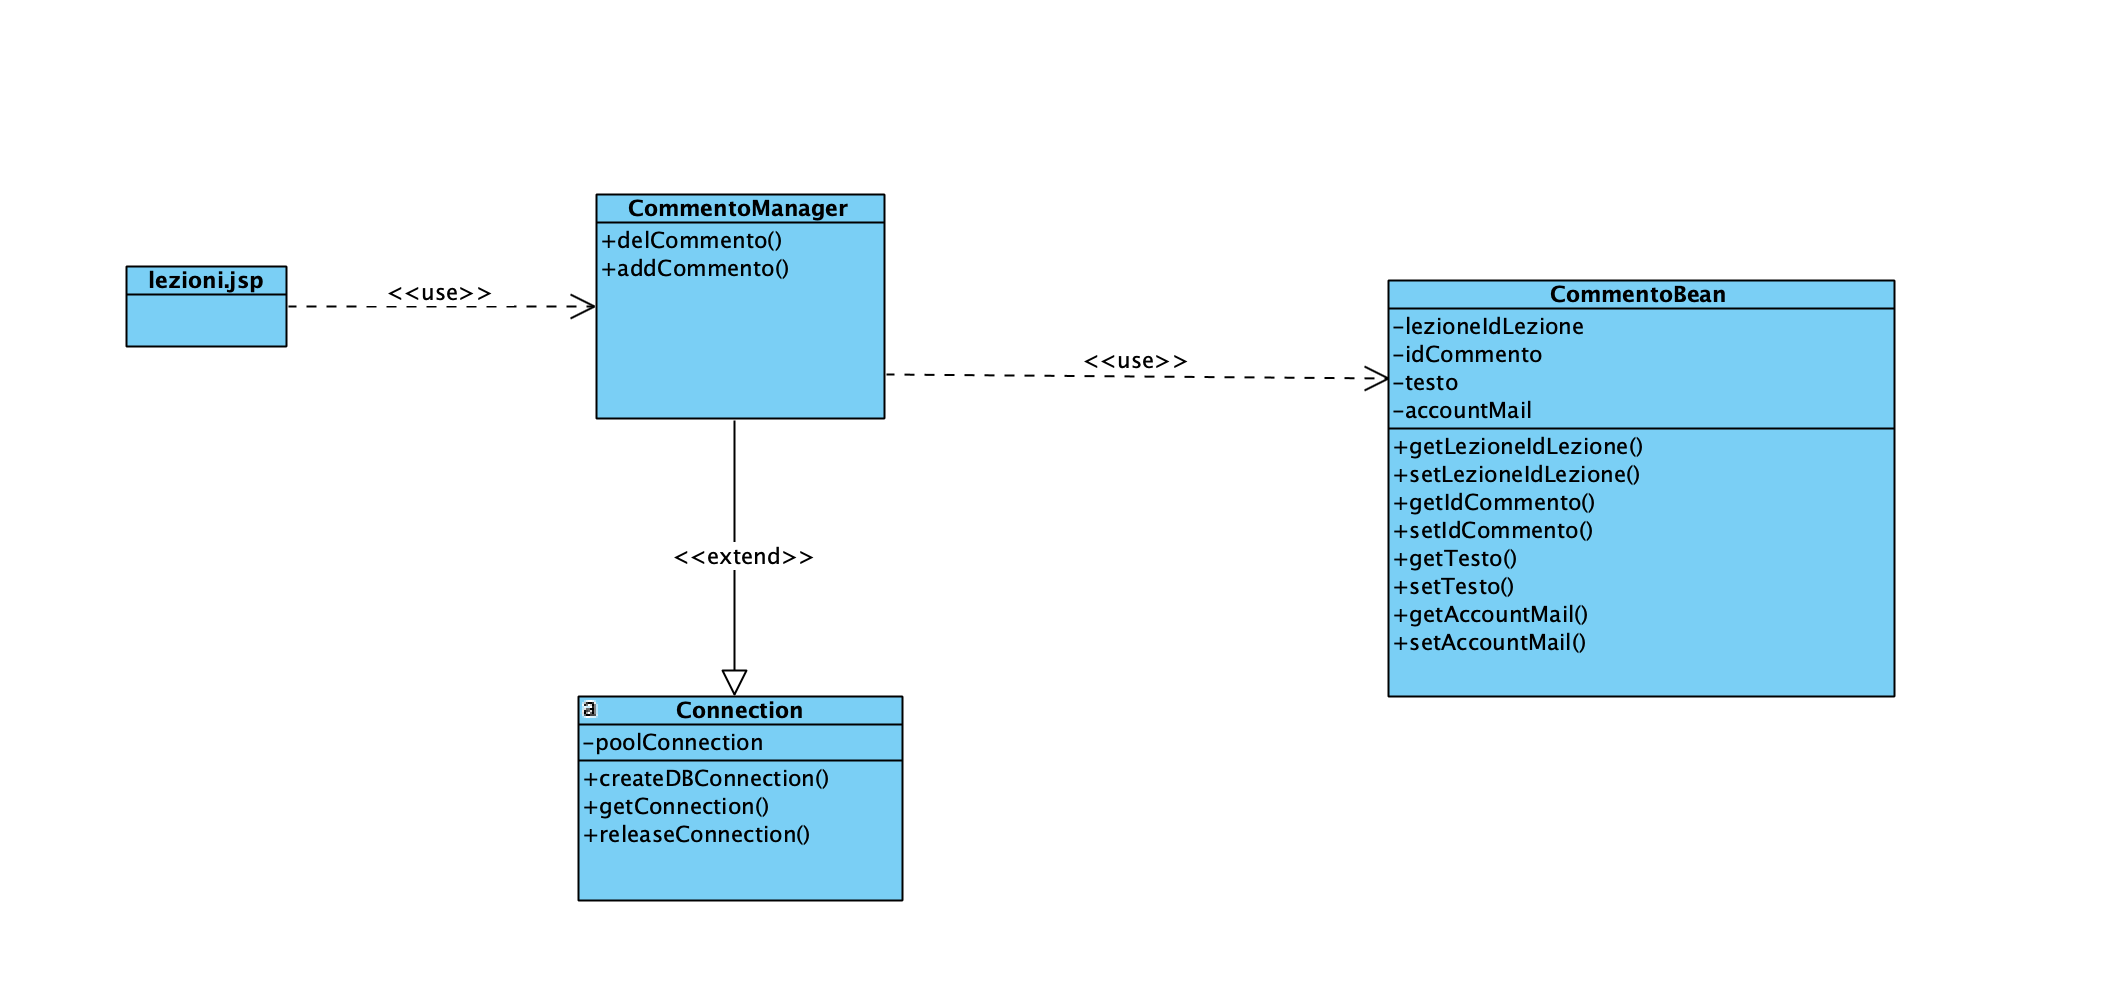 lezioni.jsp
<<use>>
CommentoManager
+delCommento()
+addCommento()
<<use>>
CommentoBean
-lezioneIdLezione
-idCommento
-testo
-accountMail
+getLezioneIdLezione()
+setLezioneIdLezione()
+getIdCommento()
+setIdCommento()
+getTesto()
+setTesto()
+getAccountMail()
+setAccountMail()
<<extend>>
a
Connection
-poolConnection
+createDBConnection()
+getConnection()
+releaseConnection()